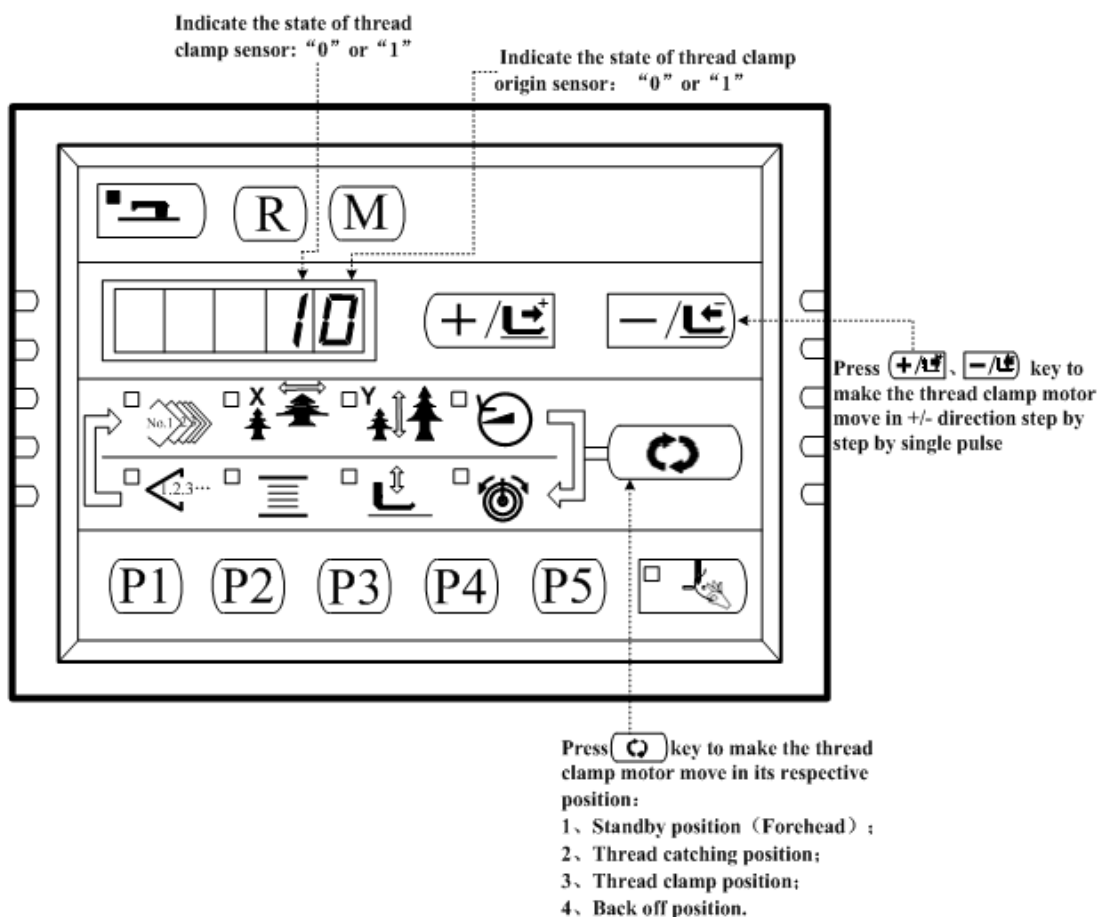 Indicate the state of thread
clamp sensor: “0” or “1”
Indicate the state of thread clamp
origin sensor： “0” or “1”
R M
10
+/ −/
Press +/ 、 −/ key to
make the thread clamp motor
move in +/- direction step by
step by single pulse
X Y
No.1 2
1.2.3…
P1 P2 P3 P4 P5
Press key to make the thread
clamp motor move in its respective
position：
1、Standby position（Forehead）;
2、Thread catching position;
3、Thread clamp position;
4、Back off position.